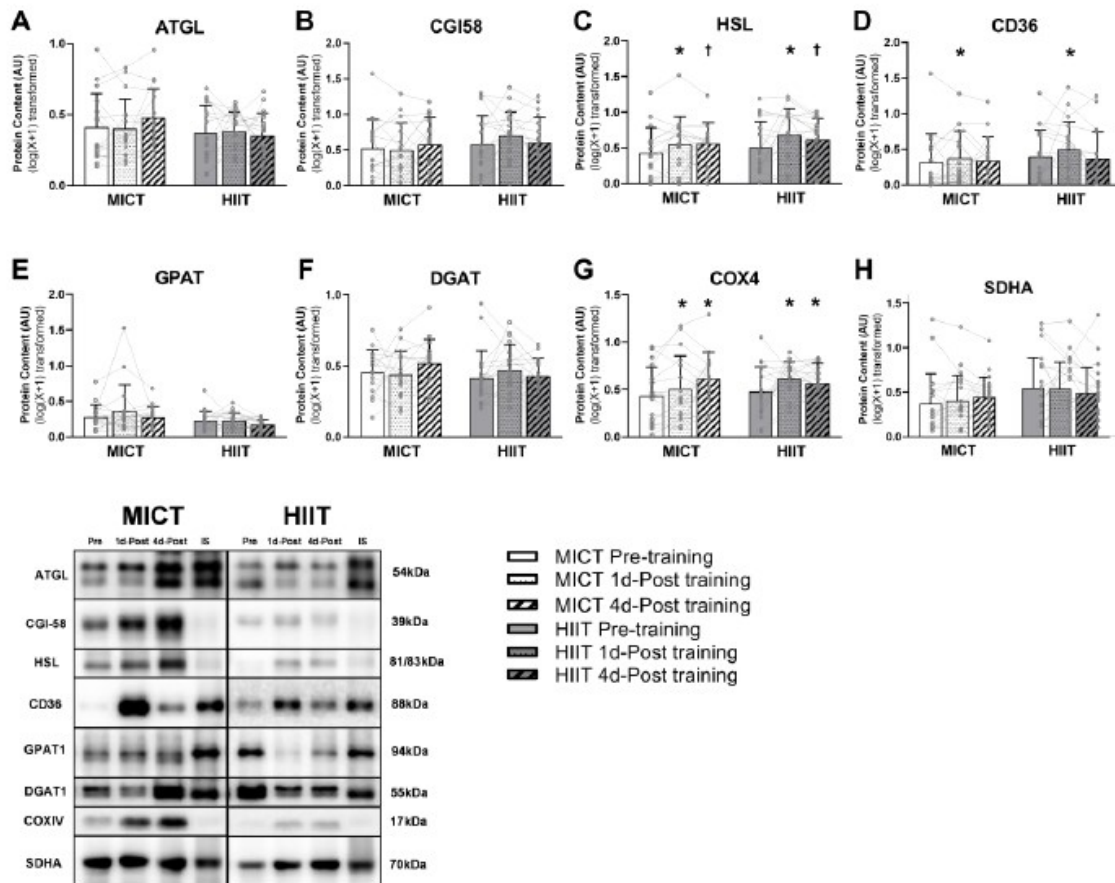 A
ATGL
Protein Content (AU)
(log(X+1) transformed)
1.0
0.5
0.0
MICT
HIIT
B
CGI58
Protein Content (AU)
(log(X+1) transformed)
2.0
1.5
1.0
0.5
0.0
MICT
HIIT
C
HSL
Protein Content (AU)
(log(X+1) transformed)
2.0
1.5
1.0
0.5
0.0
* † * †
MICT
HIIT
D
CD36
Protein Content (AU)
(log(X+1) transformed)
2.0
1.5
1.0
0.5
0.0
* *
MICT
HIIT
E
GPAT
Protein Content (AU)
(log(X+1) transformed)
2.0
1.5
1.0
0.5
0.0
MICT
HIIT
F
DGAT
Protein Content (AU)
(log(X+1) transformed)
1.0
0.5
0.0
MICT
HIIT
G
COX4
Protein Content (AU)
(log(X+1) transformed)
1.5
1.0
0.5
0.0
* * * *
MICT
HIIT
H
SDHA
Protein Content (AU)
(log(X+1) transformed)
1.5
1.0
0.5
0.0
MICT
HIIT
MICT HIIT
Pre 1d-Post 4d-Post IS Pre 1d-Post 4d-Post IS
ATGL 54kDa
CGI-58 39kDa
HSL 81/83kDa
CD36 88kDa
GPAT1 94kDa
DGAT1 55kDa
COXIV 17kDa
SDHA 70kDa
MICT Pre-training
MICT 1d-Post training
MICT 4d-Post training
HIIT Pre-training
HIIT 1d-Post training
HIIT 4d-Post training